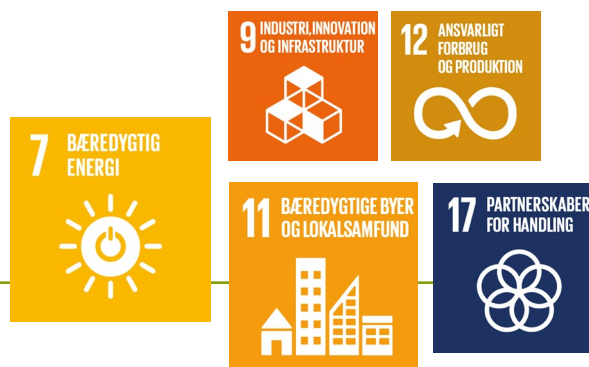 9 INDUSTRI, INNOVATION
OG INFRASTRUKTUR
12 ANSVARLIGT
FORBRUG
OG PRODUKTION
7 BÆREDYGTIG
ENERGI
11 BÆREDYGTIGE BYER
OG LOKALSAMFUND
17 PARTNERSKABER
FOR HANDLING